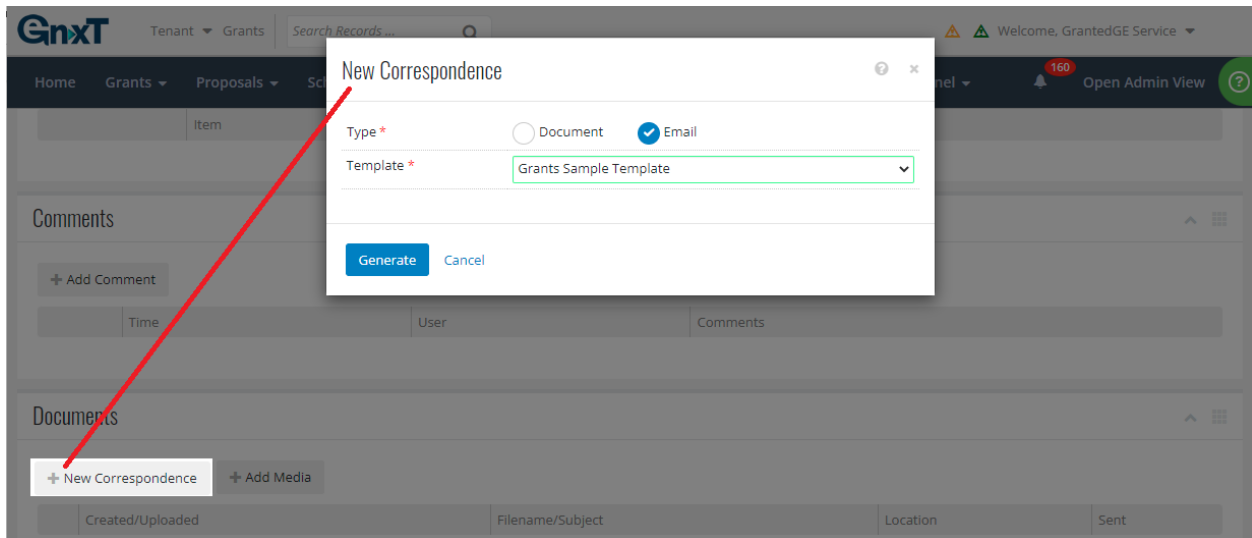 GnxT Tenant Grants Search Records ... Welcome, GrantedGE Service
Home Grants Proposals nel 160 Open Admin View ?
New Correspondence ? ×
Item
Type * Document Email
Template * Grants Sample Template
Generate Cancel
Comments
+ Add Comment
Time User Comments
Documents
+ New Correspondence + Add Media
Created/Uploaded Filename/Subject Location Sent